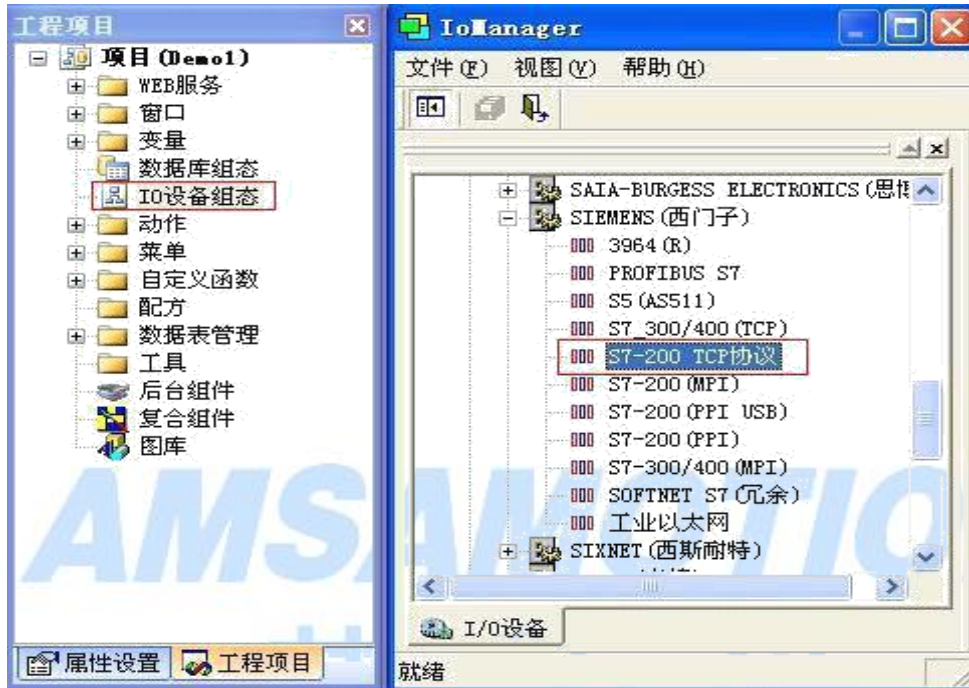 工程项目
项目(Demo1)
WEB服务
窗口
变量
数据库组态
IO设备组态
动作
菜单
自定义函数
配方
数据表管理
工具
后台组件
复合组件
图库
属性设置
工程项目
IoManager
文件(F) 视图(V) 帮助(H)
SAIA-BURGESS ELECTRONICS(思博
SIEMENS(西门子)
3964(R)
PROFIBUS S7
S5(AS511)
S7_300/400(TCP)
S7-200 TCP协议
S7-200(MPI)
S7-200(PPI USB)
S7-200(PPI)
S7-300/400(MPI)
SOFTNET S7(冗余)
工业以太网
SIXNET(西斯耐特)
I/O设备
就绪
AMSAMOTIO